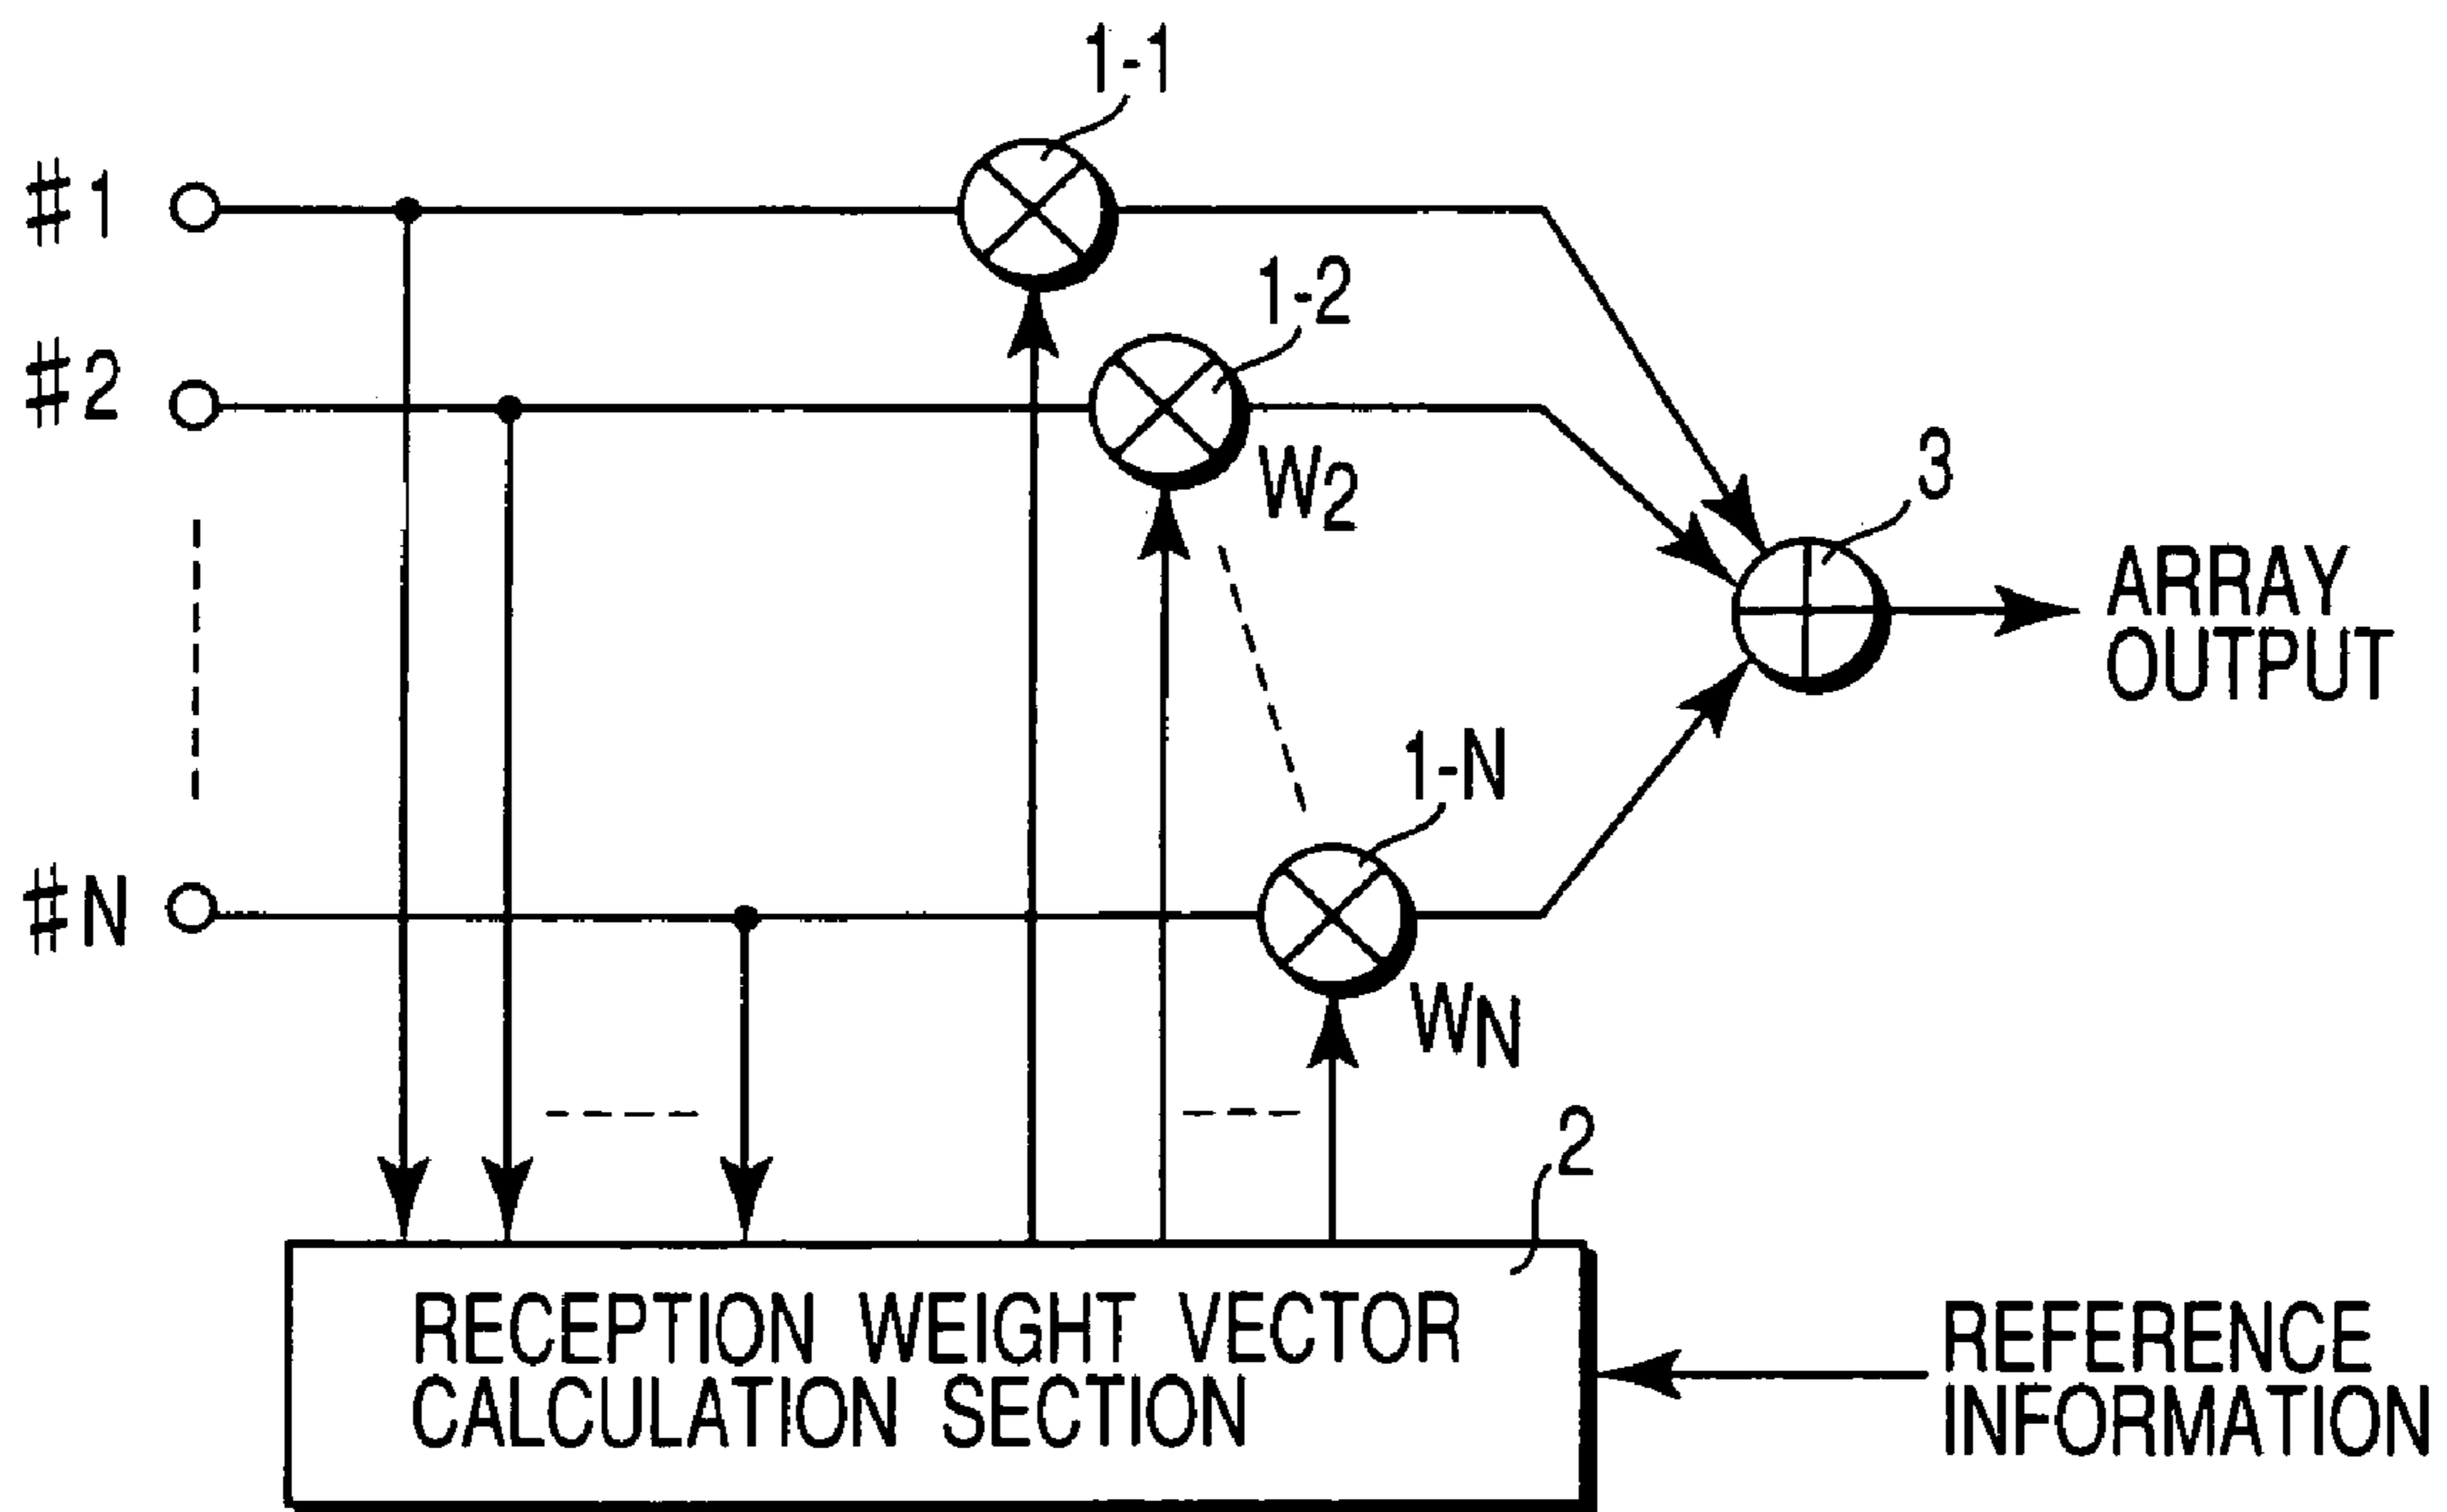 1-1
#1
1-2
#2
W2
3
ARRAY
OUTPUT
1-N
#N
WN
2
RECEPTION WEIGHT VECTOR
CALCULATION SECTION
REFERENCE
INFORMATION